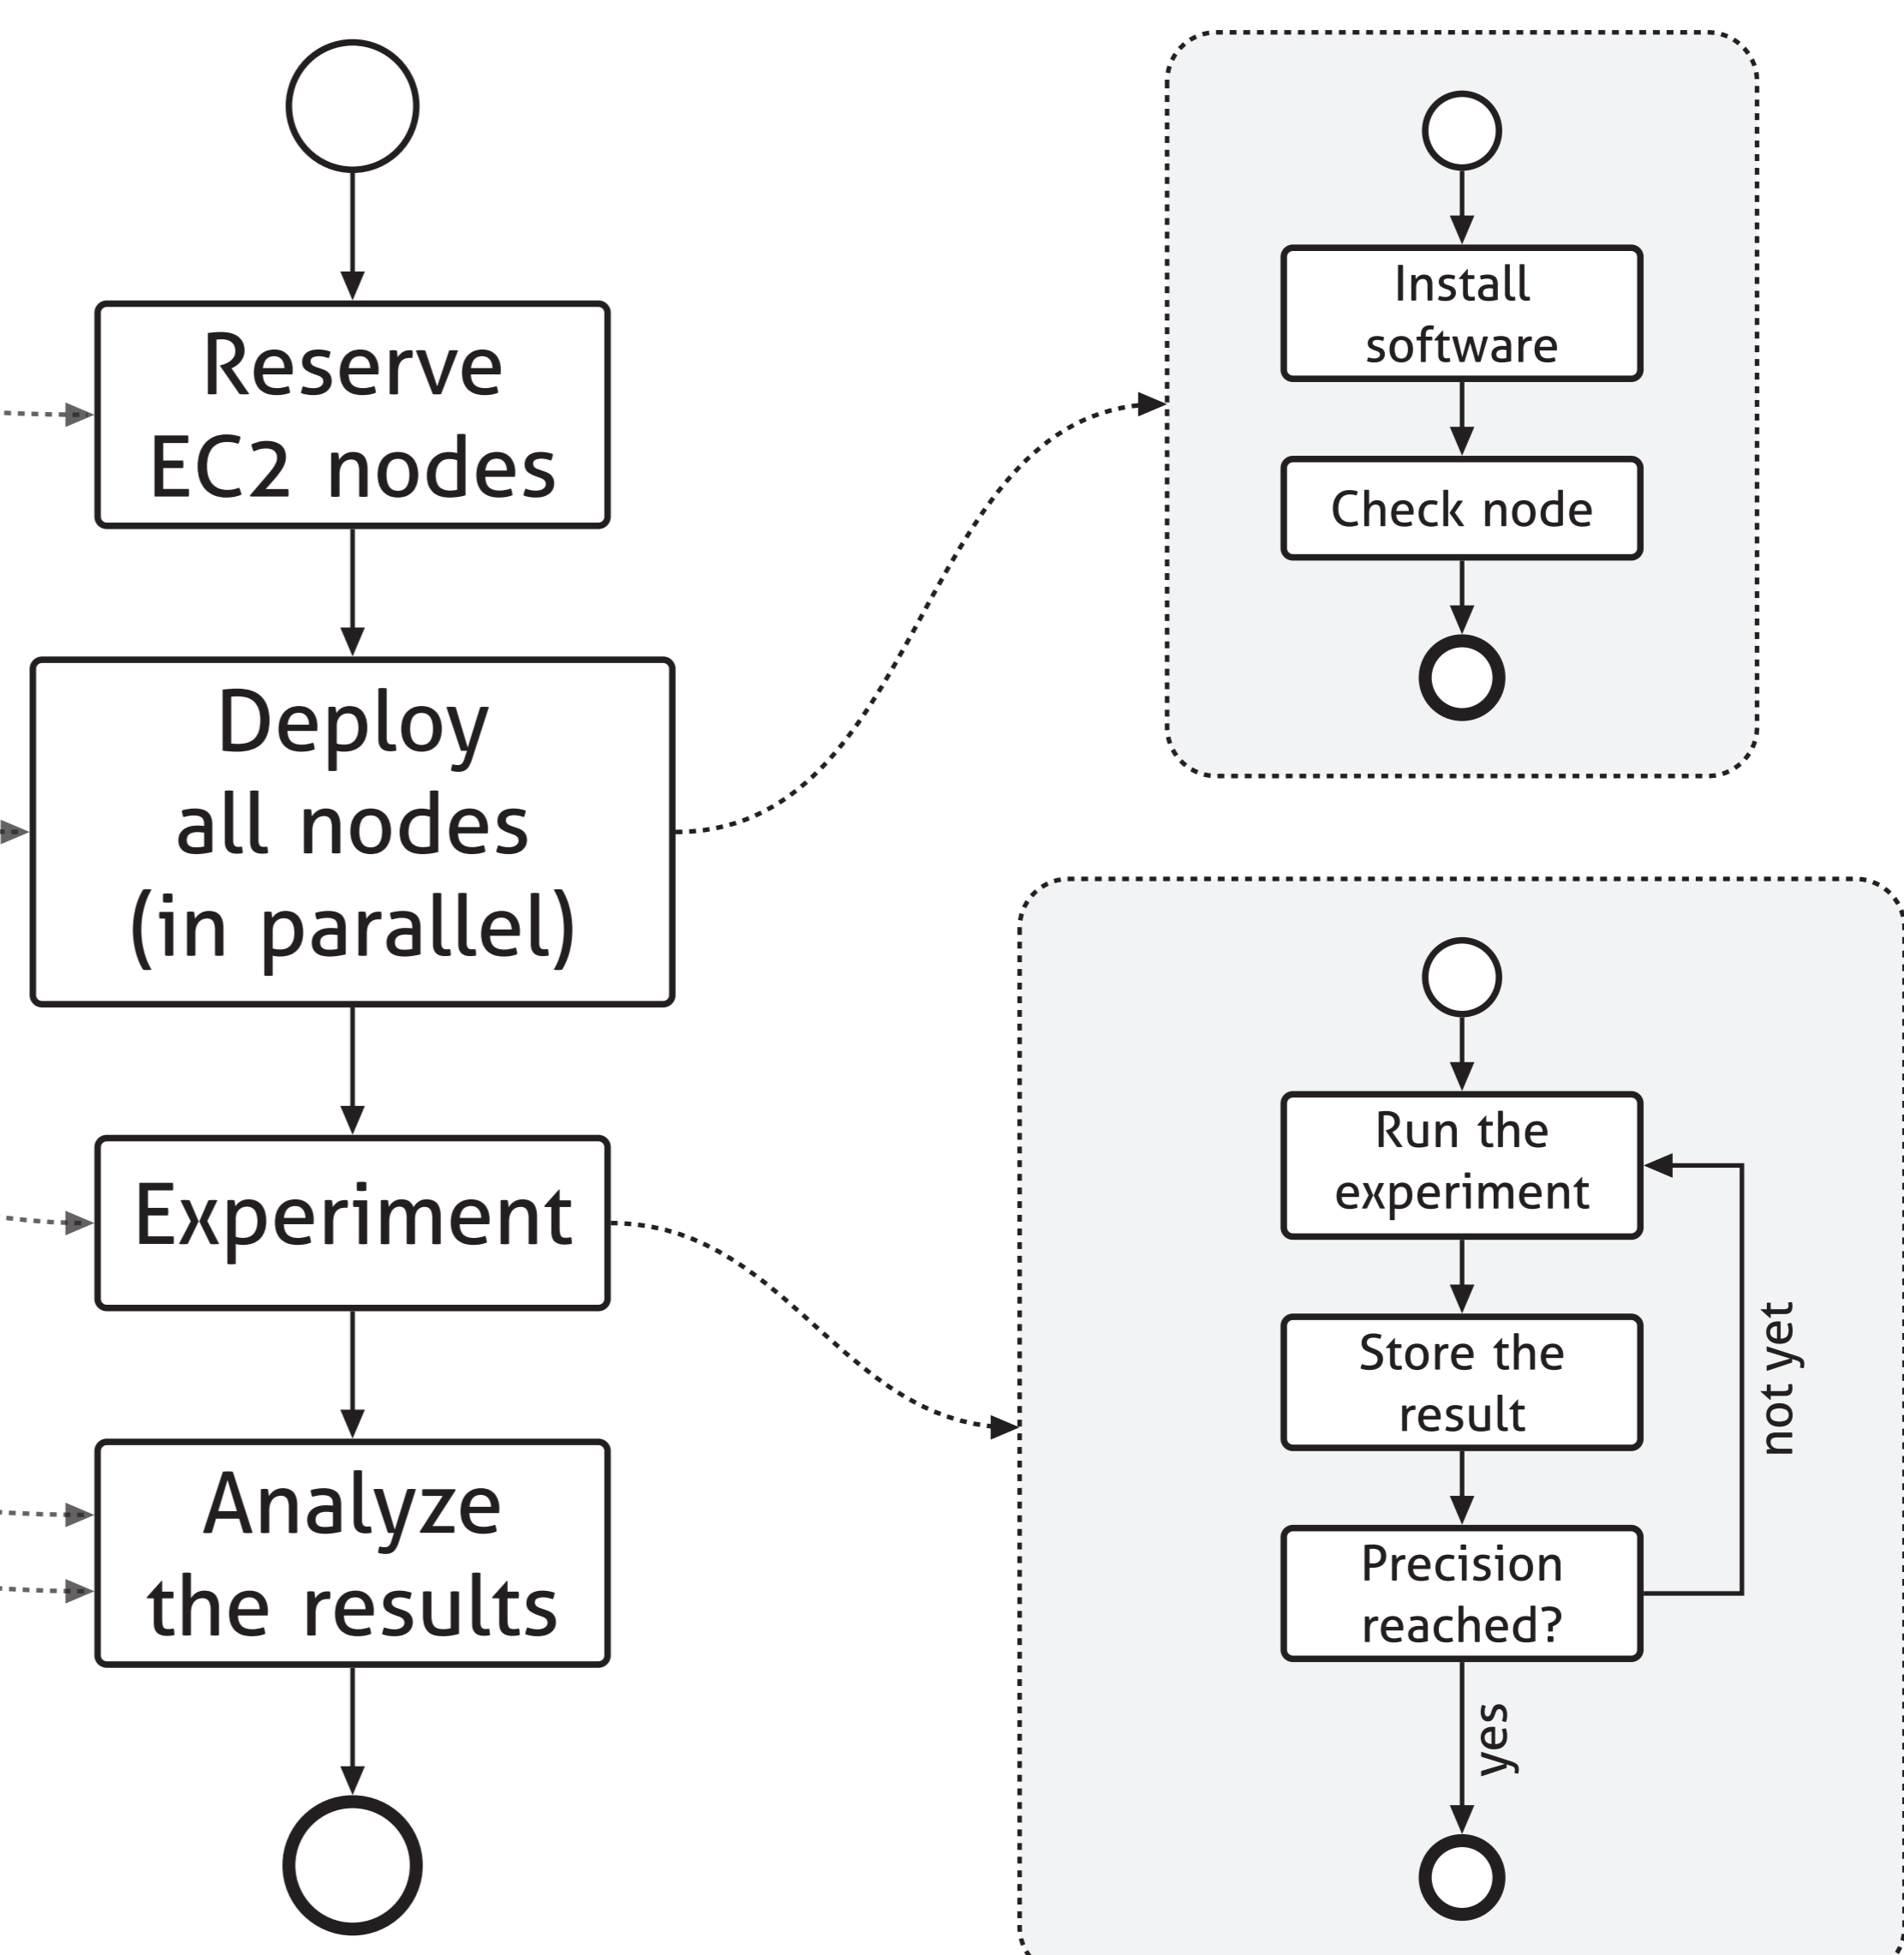 Reserve
EC2 nodes
Deploy
all nodes
(in parallel)
Experiment
Analyze
the results
Install
software
Check node
Run the
experiment
Store the
result
Precision
reached?
not yet
yes